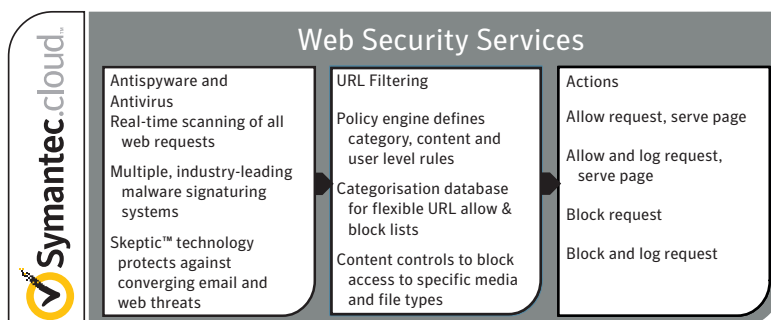 Symantec.cloud™
Web Security Services
Antispyware and
Antivirus
Real-time scanning of all
web requests
Multiple, industry-leading
malware signaturing
systems
Skeptic™ technology
protects against
converging email and
web threats
URL Filtering
Policy engine defines
category, content and
user level rules
Categorisation database
for flexible URL allow &
block lists
Content controls to block
access to specific media
and file types
Actions
Allow request, serve page
Allow and log request,
serve page
Block request
Block and log request